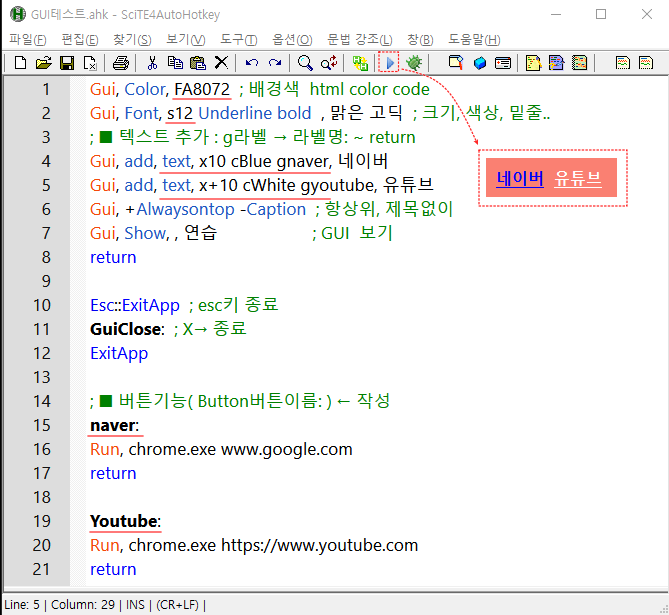 GUI테스트.ahk - SciTE4AutoHotkey
파일(F) 편집(E) 찾기(S) 보기(V) 도구(T) 옵션(O) 문법 강조(L) 창(B) 도움말(H)
1 Gui, Color, FA8072 ; 배경색 html color code
2 Gui, Font, s12 Underline bold , 맑은 고딕 ; 크기, 색상, 밑줄..
3 ; ■ 텍스트 추가 : g라벨 → 라벨명: ~ return
4 Gui, add, text, x10 cBlue gnaver, 네이버
5 Gui, add, text, x+10 cWhite gyoutube, 유튜브
6 Gui, +Alwaysontop -Caption ; 항상위, 제목없이
7 Gui, Show, , 연습 ; GUI 보기
8 return
9
10 Esc::ExitApp ; esc키 종료
11 GuiClose: ; X→ 종료
12 ExitApp
13
14 ; ■ 버튼기능( Button버튼이름: ) ← 작성
15 naver:
16 Run, chrome.exe www.google.com
17 return
18
19 Youtube:
20 Run, chrome.exe https://www.youtube.com
21 return
네이버 유튜브
Line: 5 | Column: 29 | INS | (CR+LF) |